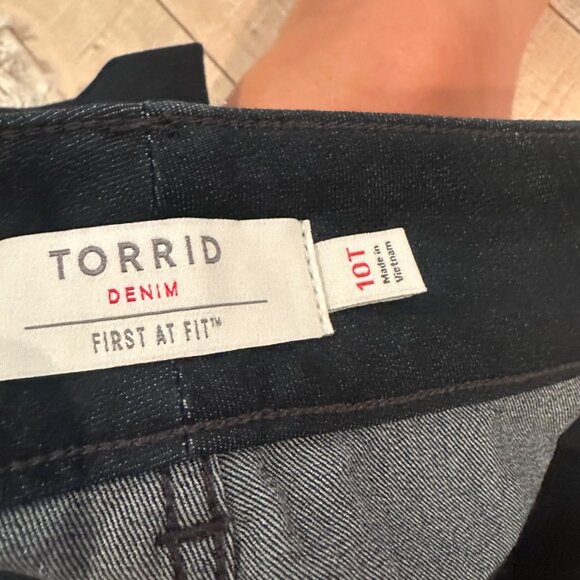 TORRID
DENIM
FIRST AT FIT™
10T
Made in
Vietnam